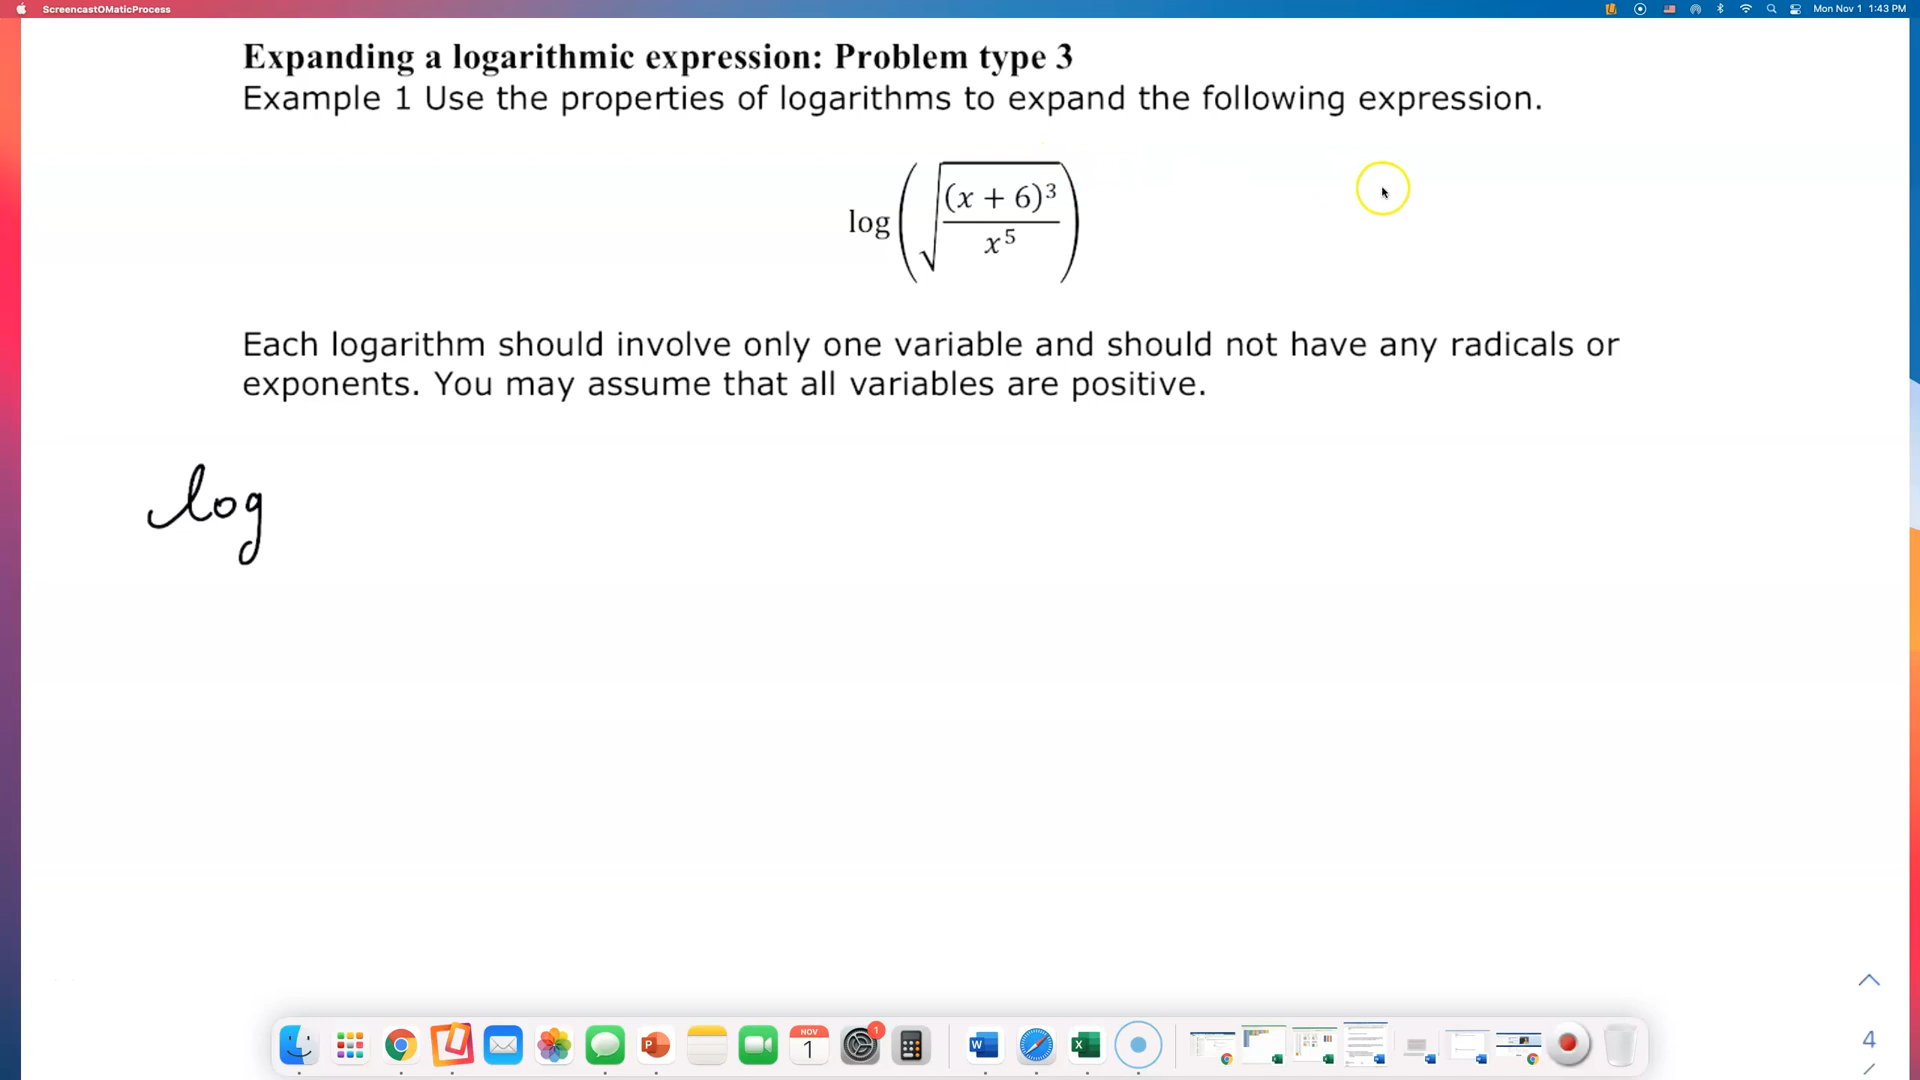 ScreencastOMaticProcess
Mon Nov 1 1:43 PM
Expanding a logarithmic expression: Problem type 3
Example 1 Use the properties of logarithms to expand the following expression.
log(√((x + 6)³/x⁵))
Each logarithm should involve only one variable and should not have any radicals or
exponents. You may assume that all variables are positive.
log
4
NOV
1
1
P
W
X